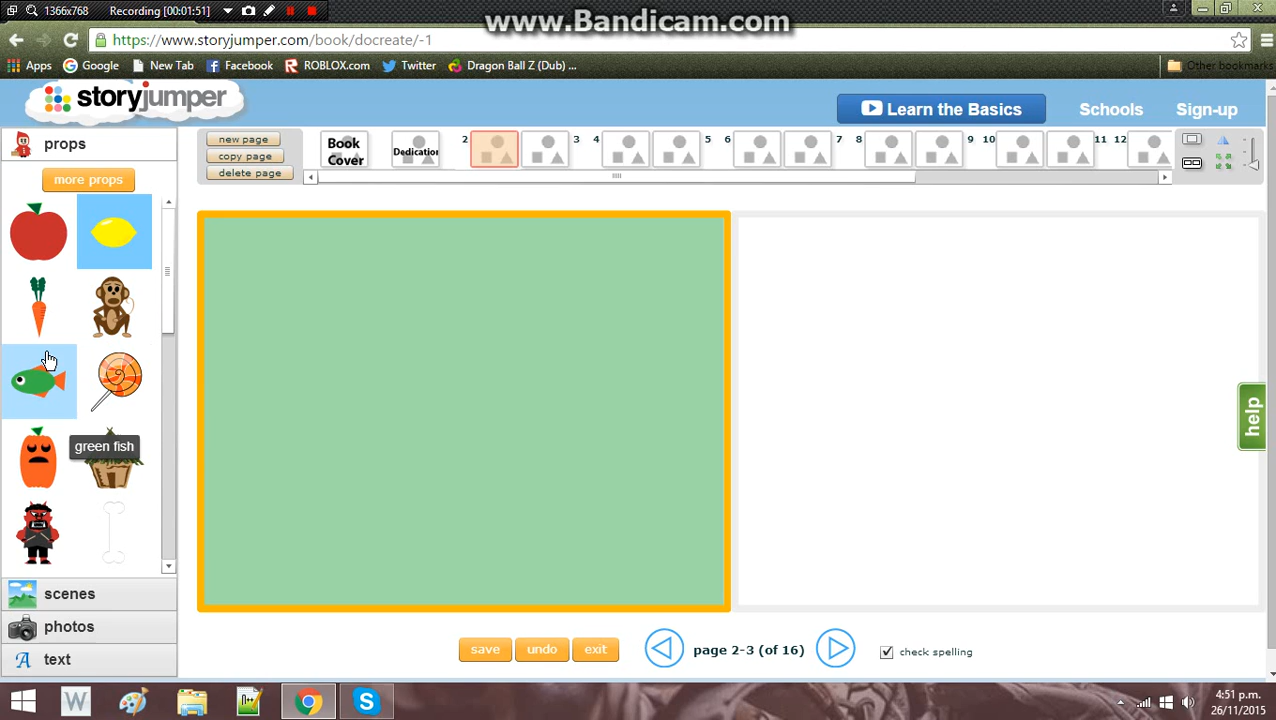 1366x768 Recording [00:01:51]
www.Bandicam.com
https://www.storyjumper.com/book/docreate/-1
Apps Google New Tab Facebook ROBLOX.com Twitter Dragon Ball Z (Dub) ... Other bookmarks
storyjumper
Learn the Basics Schools Sign-up
props
more props
new page
copy page
delete page
Book Cover
Dedication
2 3 4 5 6 7 8 9 10 11 12
green fish
help
scenes
photos
A text
save undo exit page 2-3 (of 16) check spelling
W
S
4:51 p.m.
26/11/2015